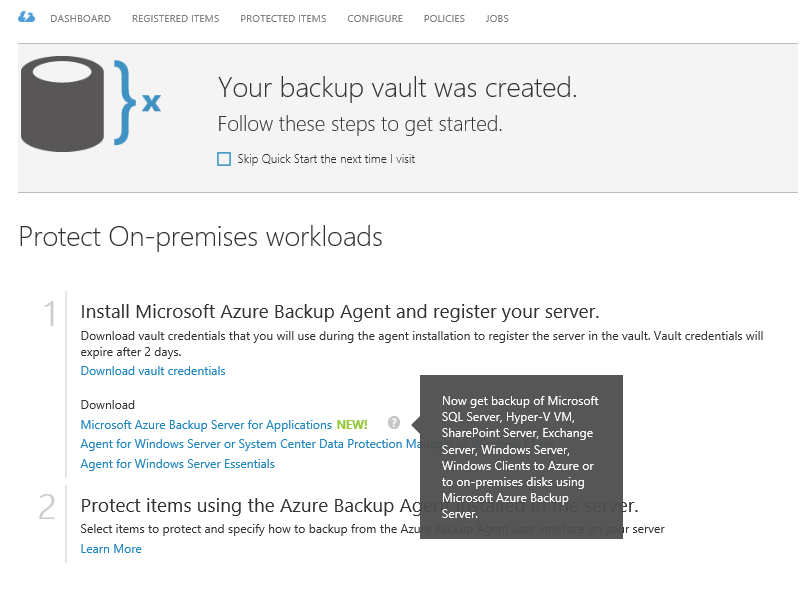 DASHBOARD REGISTERED ITEMS PROTECTED ITEMS CONFIGURE POLICIES JOBS
x
Your backup vault was created.
Follow these steps to get started.
Skip Quick Start the next time I visit
Protect On-premises workloads
1
Install Microsoft Azure Backup Agent and register your server.
Download vault credentials that you will use during the agent installation to register the server in the vault. Vault credentials will
expire after 2 days.
Download vault credentials
Download
Microsoft Azure Backup Server for Applications NEW! ?
Agent for Windows Server or System Center Data Protection Manager
Agent for Windows Server Essentials
Now get backup of Microsoft
SQL Server, Hyper-V VM,
SharePoint Server, Exchange
Server, Windows Server,
Windows Clients to Azure or
to on-premises disks using
Microsoft Azure Backup
Server.
2
Protect items using the Azure Backup Agent installed in the server.
Select items to protect and specify how to backup from the Azure Backup Agent user interface on your server
Learn More